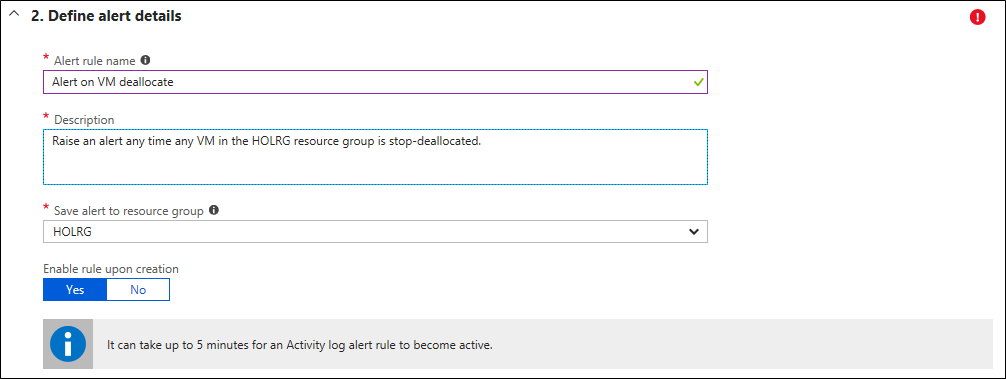 2. Define alert details
* Alert rule name
Alert on VM deallocate
* Description
Raise an alert any time any VM in the HOLRG resource group is stop-deallocated.
* Save alert to resource group
HOLRG
Enable rule upon creation
Yes No
It can take up to 5 minutes for an Activity log alert rule to become active.